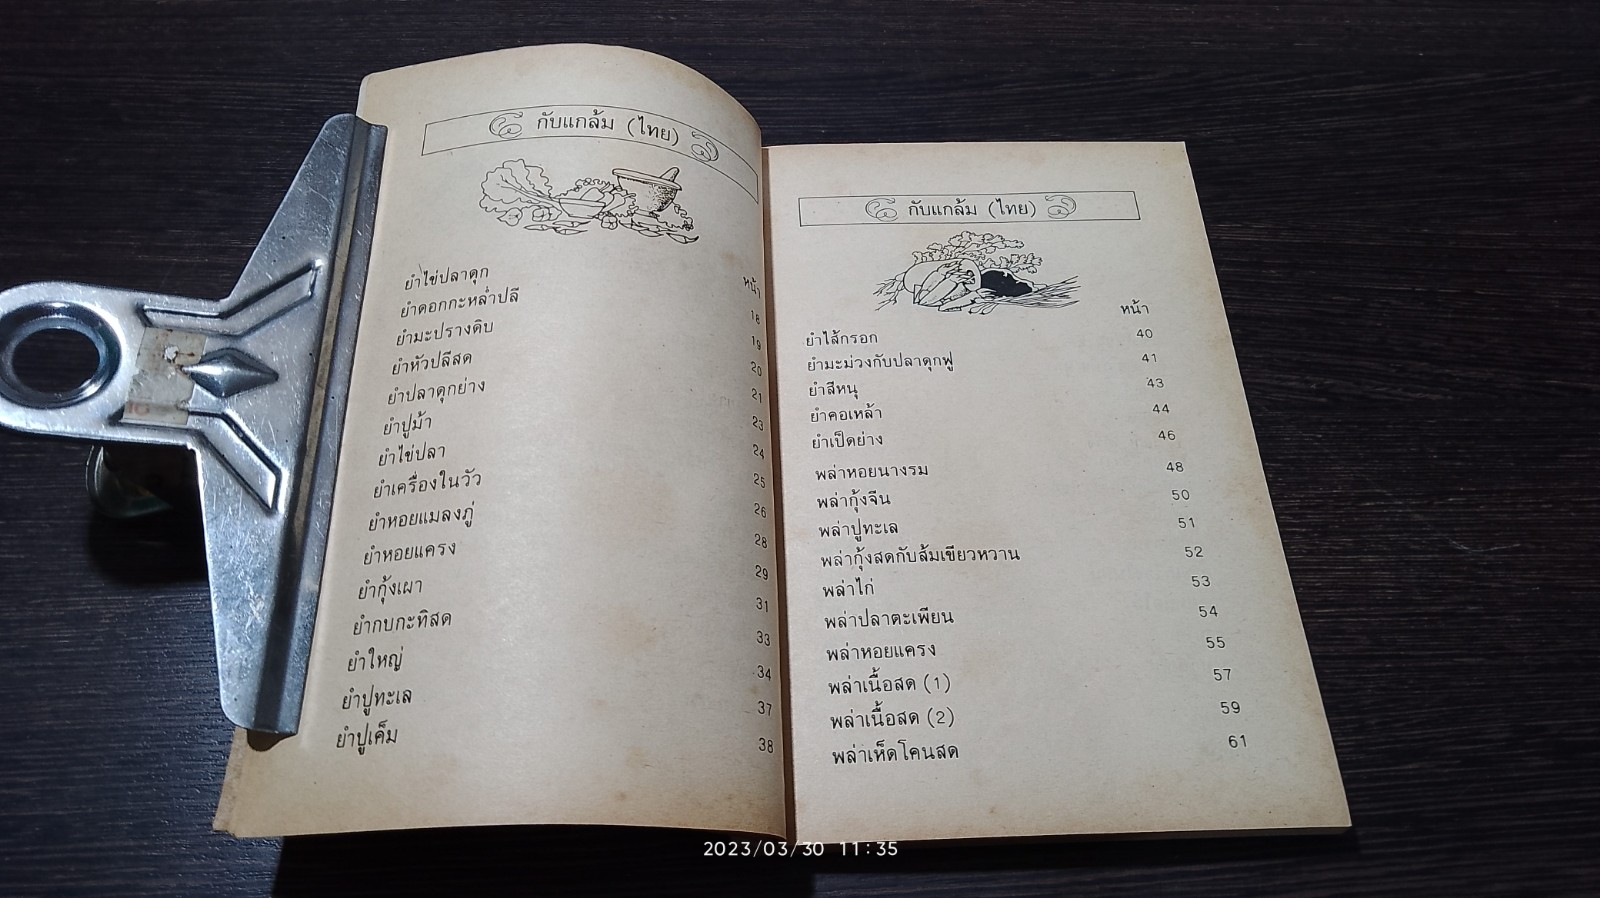 กับแกล้ม (ไทย)
หน้า
ยำไข่ปลาดุก 18
ยำดอกกะหล่ำปลี 19
ยำมะปรางดิบ 20
ยำหัวปลีสด 21
ยำปลาดุกย่าง 23
ยำปูม้า 24
ยำไข่ปลา 25
ยำเครื่องในวัว 26
ยำหอยแมลงภู่ 28
ยำหอยแครง 29
ยำกุ้งเผา 31
ยำกบกะทิสด 33
ยำใหญ่ 34
ยำปูทะเล 37
ยำปูเค็ม 38
กับแกล้ม (ไทย)
หน้า
ยำไส้กรอก 40
ยำมะม่วงกับปลาดุกฟู 41
ยำสีหนุ 43
ยำคอเหล้า 44
ยำเป็ดย่าง 46
พล่าหอยนางรม 48
พล่ากุ้งจีน 50
พล่าปูทะเล 51
พล่ากุ้งสดกับส้มเขียวหวาน 52
พล่าไก่ 53
พล่าปลาตะเพียน 54
พล่าหอยแครง 55
พล่าเนื้อสด (1) 57
พล่าเนื้อสด (2) 59
พล่าเห็ดโคนสด 61
2023/03/30 11:35